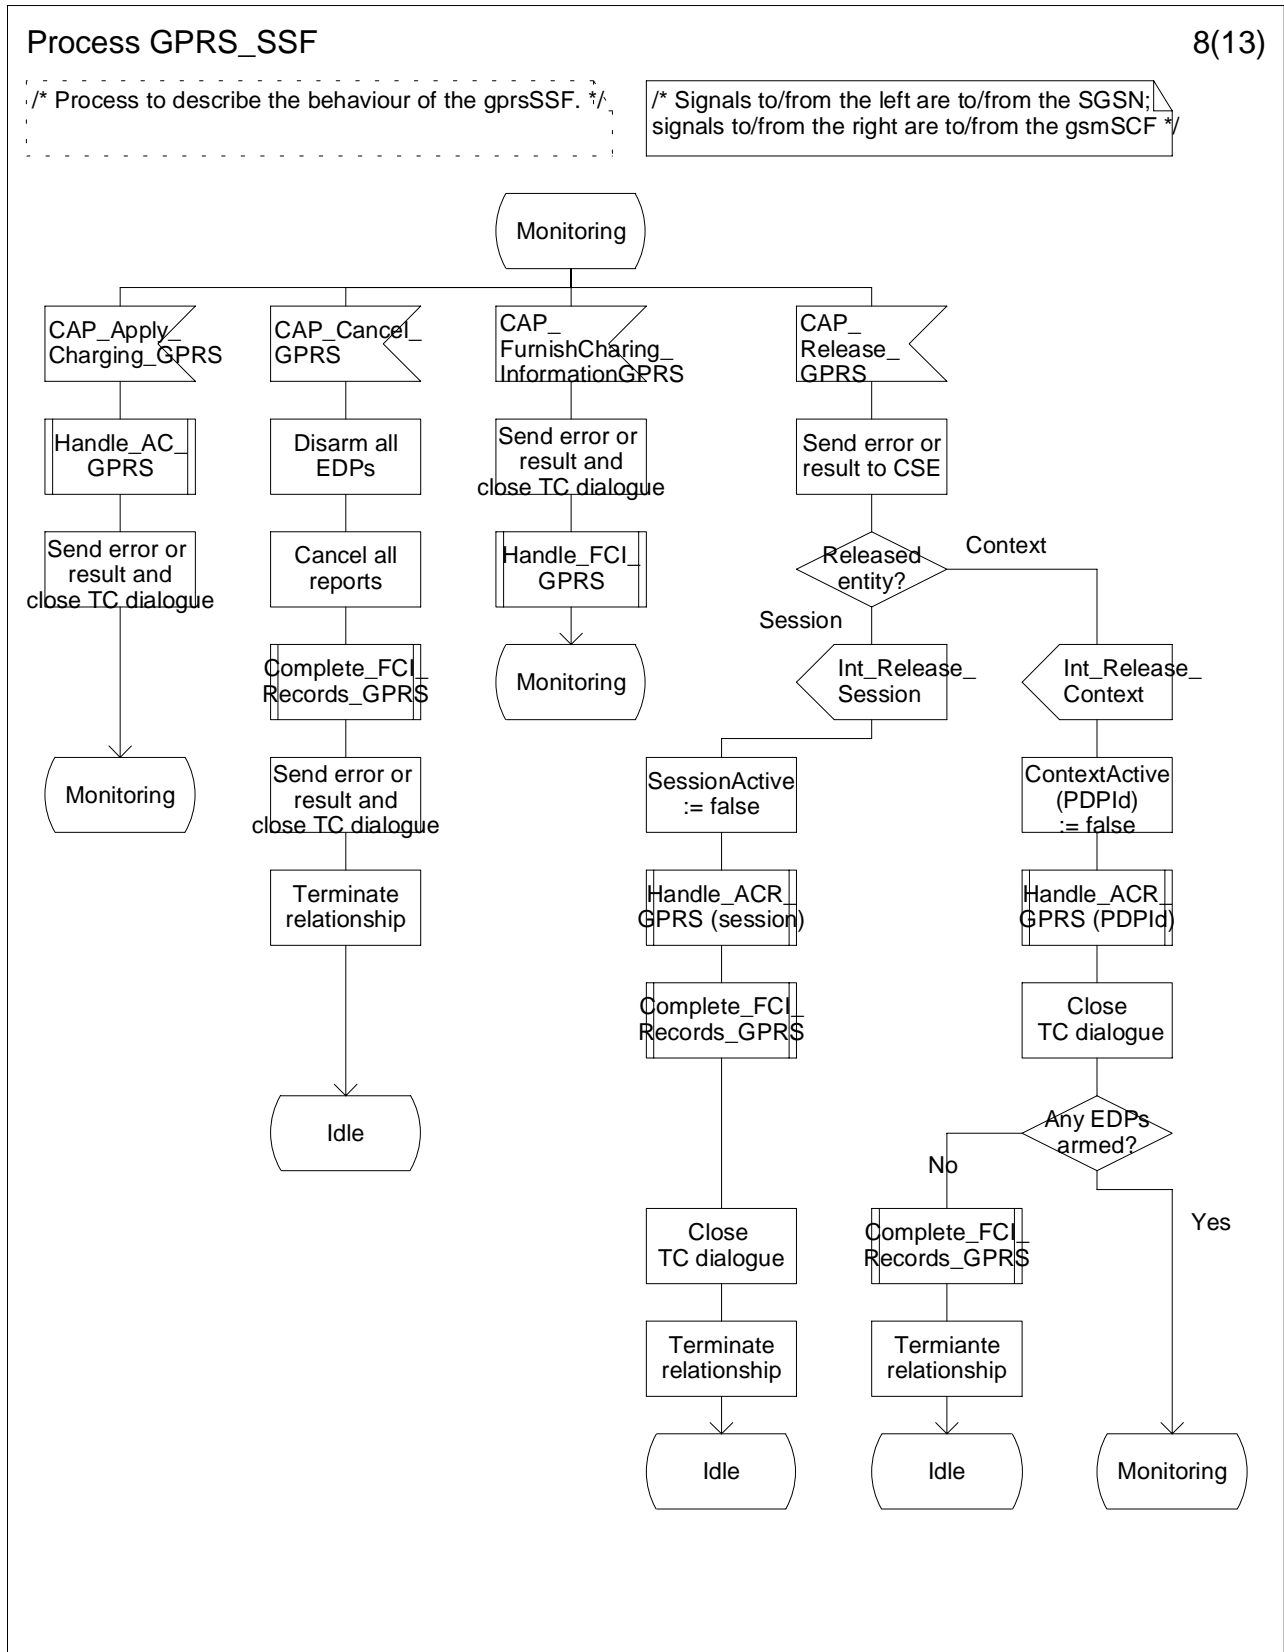 Process GPRS_SSF
8(13)
/* Process to describe the behaviour of the gprsSSF. */
/* Signals to/from the left are to/from the SGSN;
signals to/from the right are to/from the gsmSCF */
Monitoring
CAP_Apply_
Charging_GPRS
CAP_Cancel_
GPRS
CAP_
FurnishCharing_
InformationGPRS
CAP_
Release_
GPRS
Handle_AC_
GPRS
Disarm all
EDPs
Send error or
result and
close TC dialogue
Send error or
result to CSE
Send error or
result and
close TC dialogue
Cancel all
reports
Handle_FCI_
GPRS
Released
entity?
Context
Session
Complete_FCI_
Records_GPRS
Monitoring
Int_Release_
Session
Int_Release_
Context
Monitoring
Send error or
result and
close TC dialogue
SessionActive
:= false
ContextActive
(PDPId)
:= false
Terminate
relationship
Handle_ACR_
GPRS (session)
Handle_ACR_
GPRS (PDPId)
Complete_FCI_
Records_GPRS
Close
TC dialogue
Idle
Any EDPs
armed?
No
Yes
Close
TC dialogue
Complete_FCI_
Records_GPRS
Terminate
relationship
Termiante
relationship
Idle
Idle
Monitoring